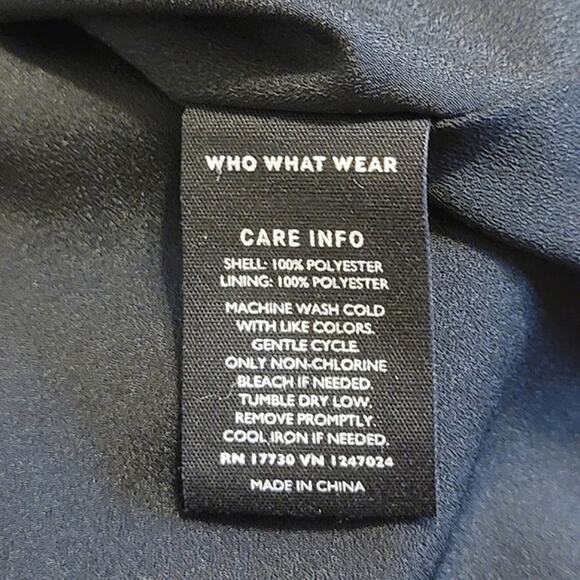 WHO WHAT WEAR
CARE INFO
SHELL: 100% POLYESTER
LINING: 100% POLYESTER
MACHINE WASH COLD
WITH LIKE COLORS.
GENTLE CYCLE.
ONLY NON-CHLORINE
BLEACH IF NEEDED.
TUMBLE DRY LOW.
REMOVE PROMPTLY.
COOL IRON IF NEEDED.
RN 17730 VN 1247024
MADE IN CHINA